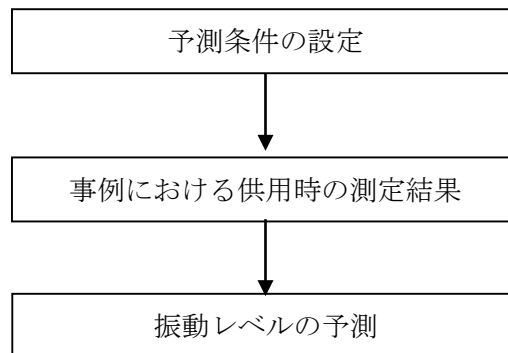 予測条件の設定
事例における供用時の測定結果
振動レベルの予測